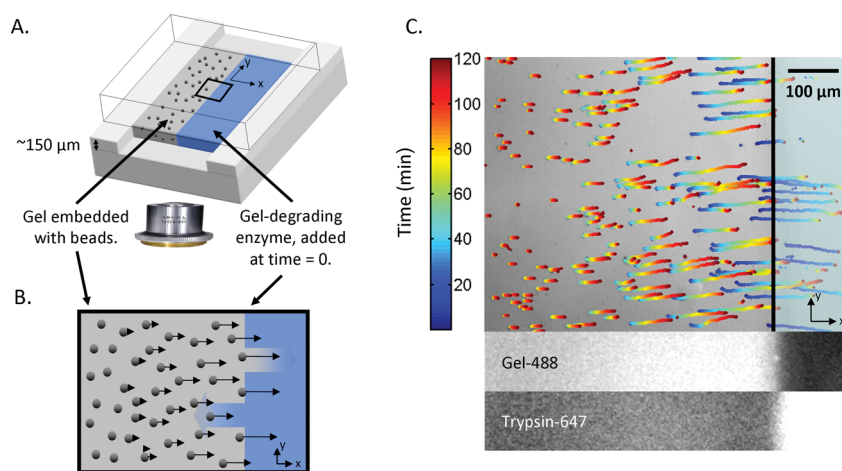 A.
y
x
~150 µm
Gel embedded
with beads.
Gel-degrading
enzyme, added
at time = 0.
B.
y
x
C.
120
100
80
60
40
20
Time (min)
100 µm
y
x
Gel-488
Trypsin-647